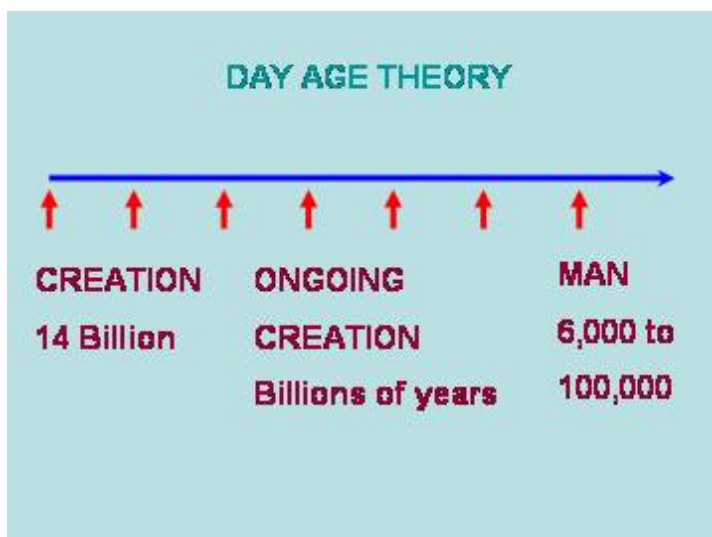 DAY AGE THEORY
CREATION
14 Billion
ONGOING
CREATION
Billions of years
MAN
6,000 to
100,000